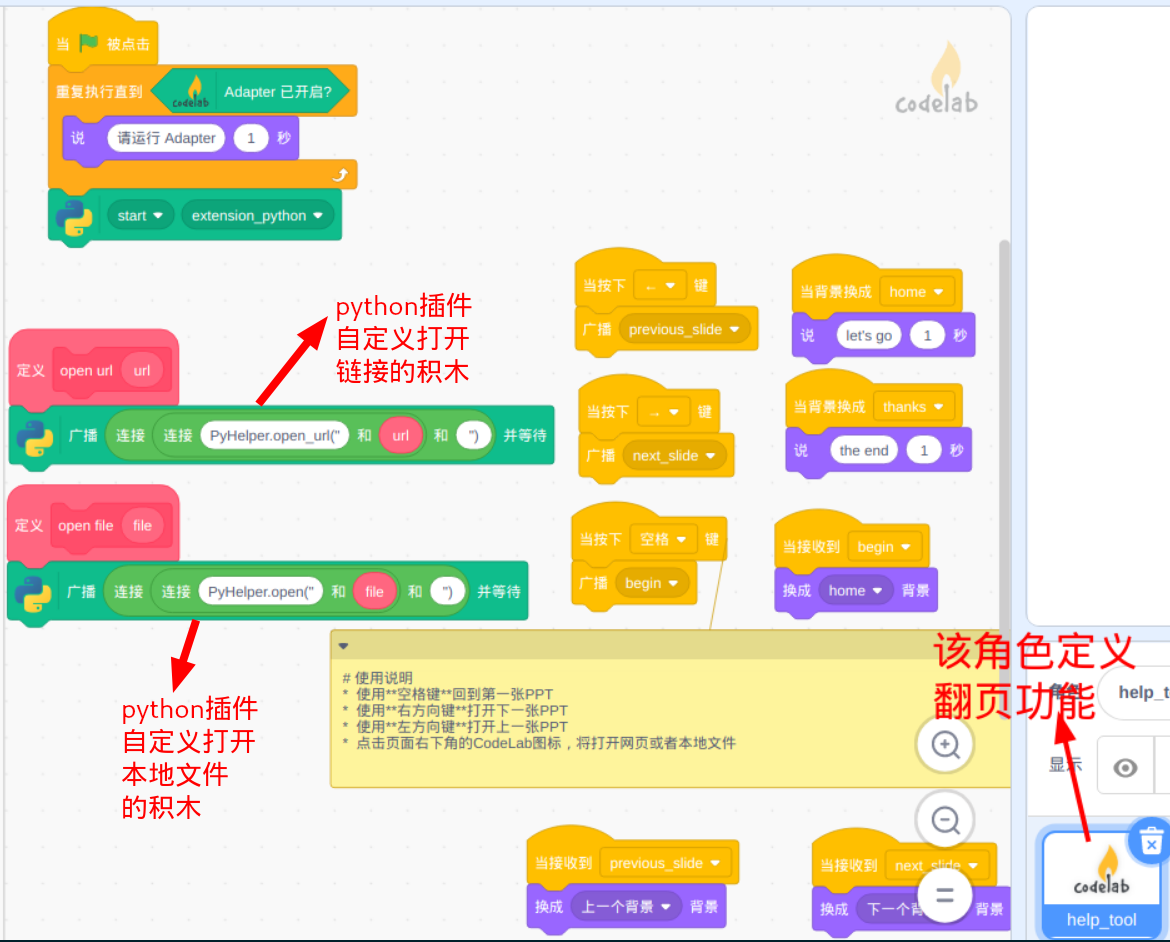 当 被点击
重复执行直到 codelab Adapter 已开启?
说 请运行 Adapter 1 秒
start extension_python
codelab
python插件
自定义打开
链接的积木
定义 open url url
广播 连接 连接 PyHelper.open_url(" 和 url 和 ") 并等待
定义 open file file
广播 连接 连接 PyHelper.open(" 和 file 和 ") 并等待
python插件
自定义打开
本地文件
的积木
当按下 ← 键
广播 previous_slide
当背景换成 home
说 let's go 1 秒
当按下 → 键
广播 next_slide
当背景换成 thanks
说 the end 1 秒
当按下 空格 键
广播 begin
当接收到 begin
换成 home 背景
# 使用说明
* 使用**空格键**回到第一张PPT
* 使用**右方向键**打开下一张PPT
* 使用**左方向键**打开上一张PPT
* 点击页面右下角的CodeLab图标，将打开网页或者本地文件
当接收到 previous_slide
换成 上一个背景 背景
当接收到 next_slide
换成 下一个背 背景
该角色定义
翻页功能
help_t
显示
codelab
help_tool